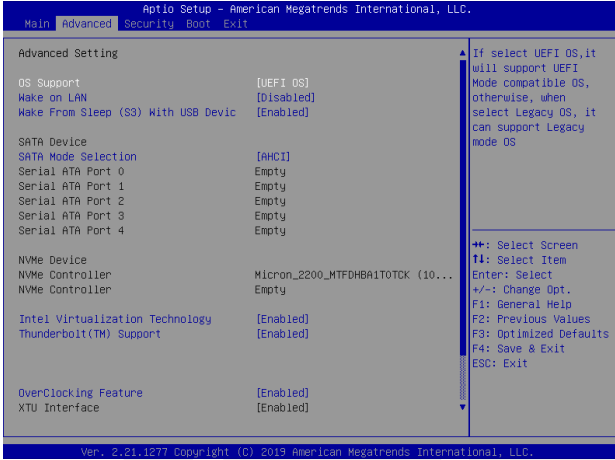 Aptio Setup – American Megatrends International, LLC.
Main Advanced Security Boot Exit
Advanced Setting
OS Support [UEFI OS]
Wake on LAN [Disabled]
Wake From Sleep (S3) With USB Devic [Enabled]
SATA Device
SATA Mode Selection [AHCI]
Serial ATA Port 0 Empty
Serial ATA Port 1 Empty
Serial ATA Port 2 Empty
Serial ATA Port 3 Empty
Serial ATA Port 4 Empty
NVMe Device
NVMe Controller Micron_2200_MTFDHBA1T0TCK (10...
NVMe Controller Empty
Intel Virtualization Technology [Enabled]
Thunderbolt(TM) Support [Enabled]
OverClocking Feature [Enabled]
XTU Interface [Enabled]
If select UEFI OS,it
will support UEFI
Mode compatible OS,
otherwise, when
select Legacy OS, it
can support Legacy
mode OS
→←: Select Screen
↑↓: Select Item
Enter: Select
+/-: Change Opt.
F1: General Help
F2: Previous Values
F3: Optimized Defaults
F4: Save & Exit
ESC: Exit
Ver. 2.21.1277 Copyright (C) 2019 American Megatrends International, LLC.